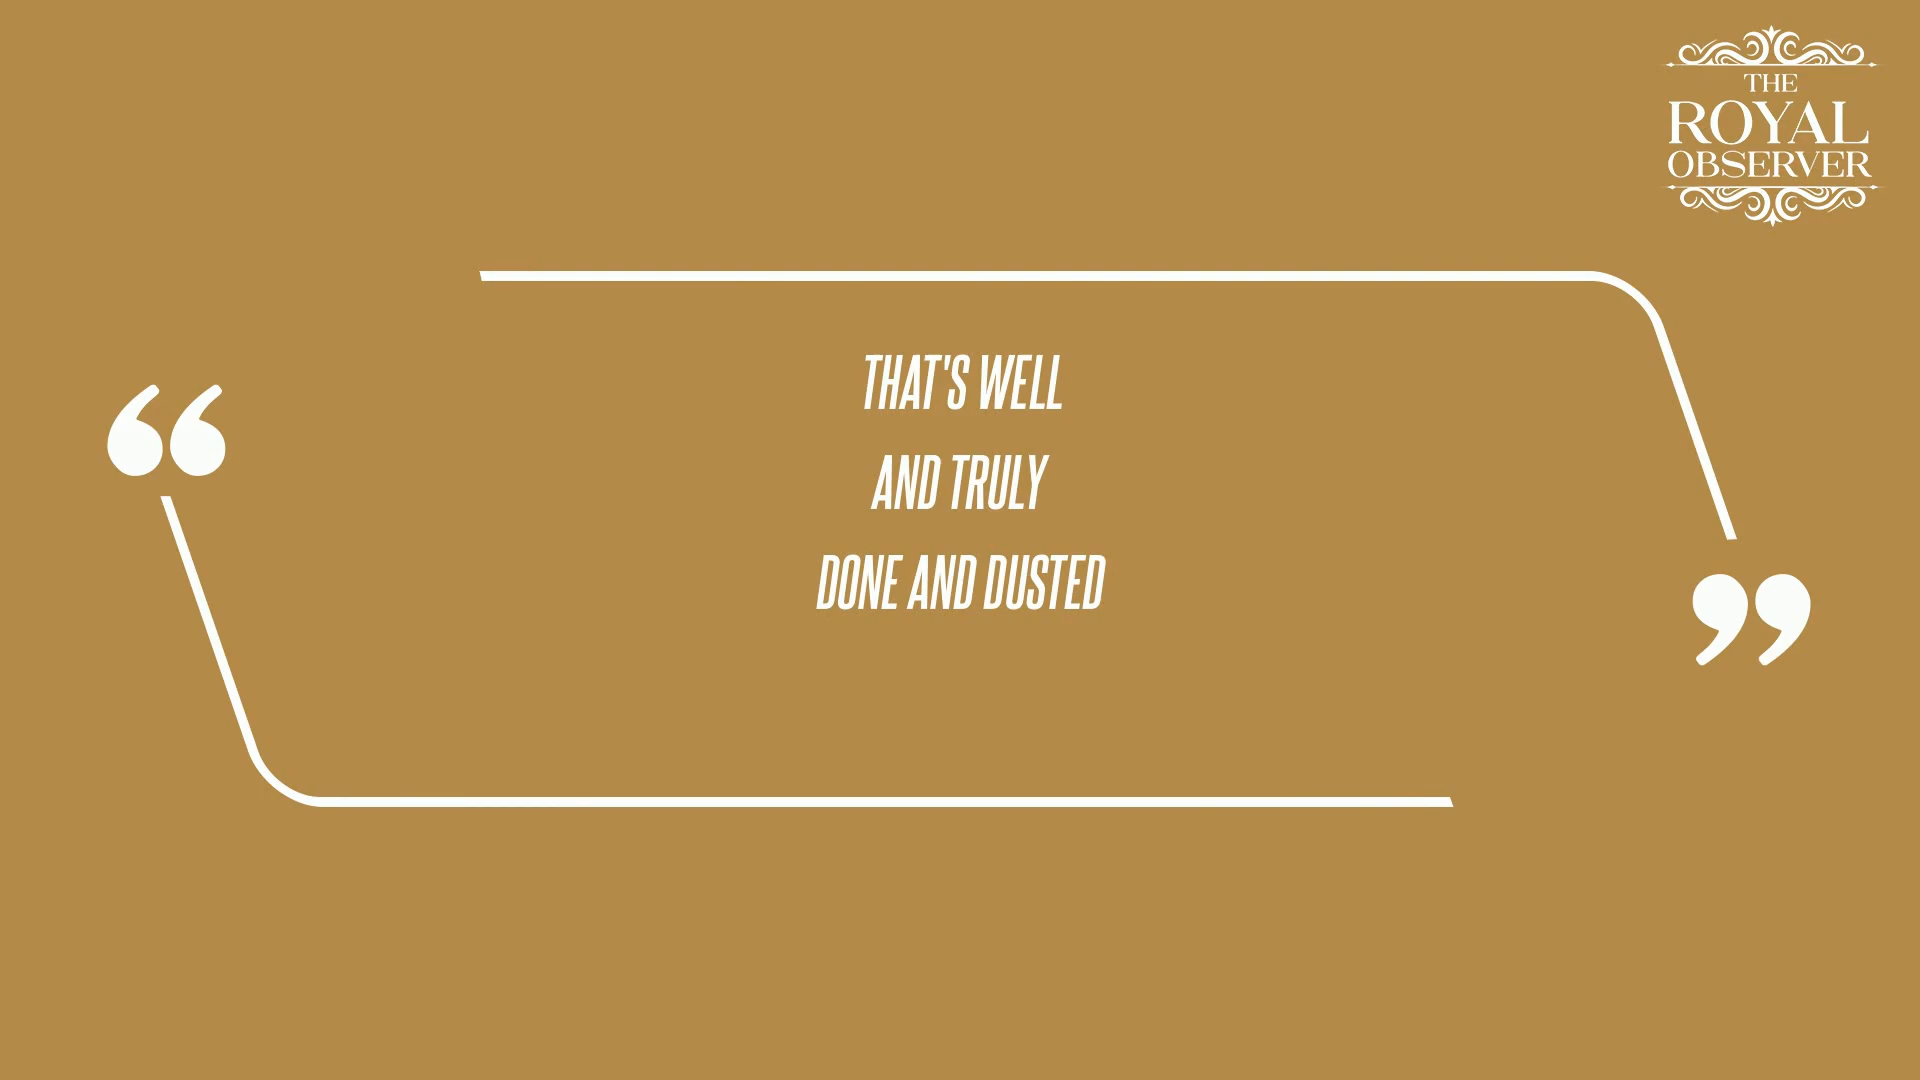 THE
ROYAL
OBSERVER
“
THAT'S WELL
AND TRULY
DONE AND DUSTED
”